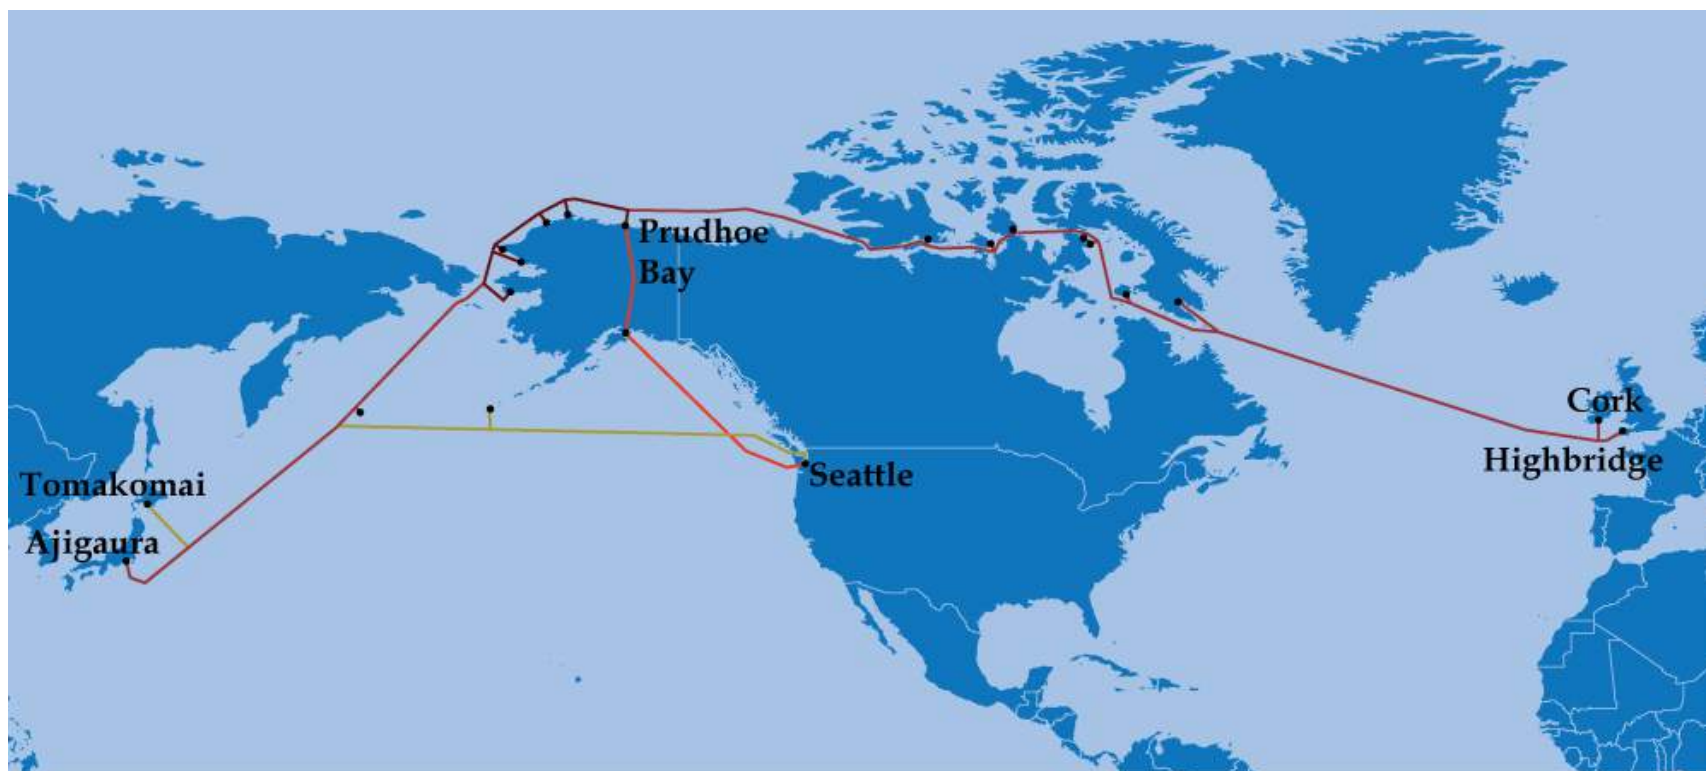 Prudhoe
Bay
Cork
Highbridge
Seattle
Tomakomai
Ajigaura